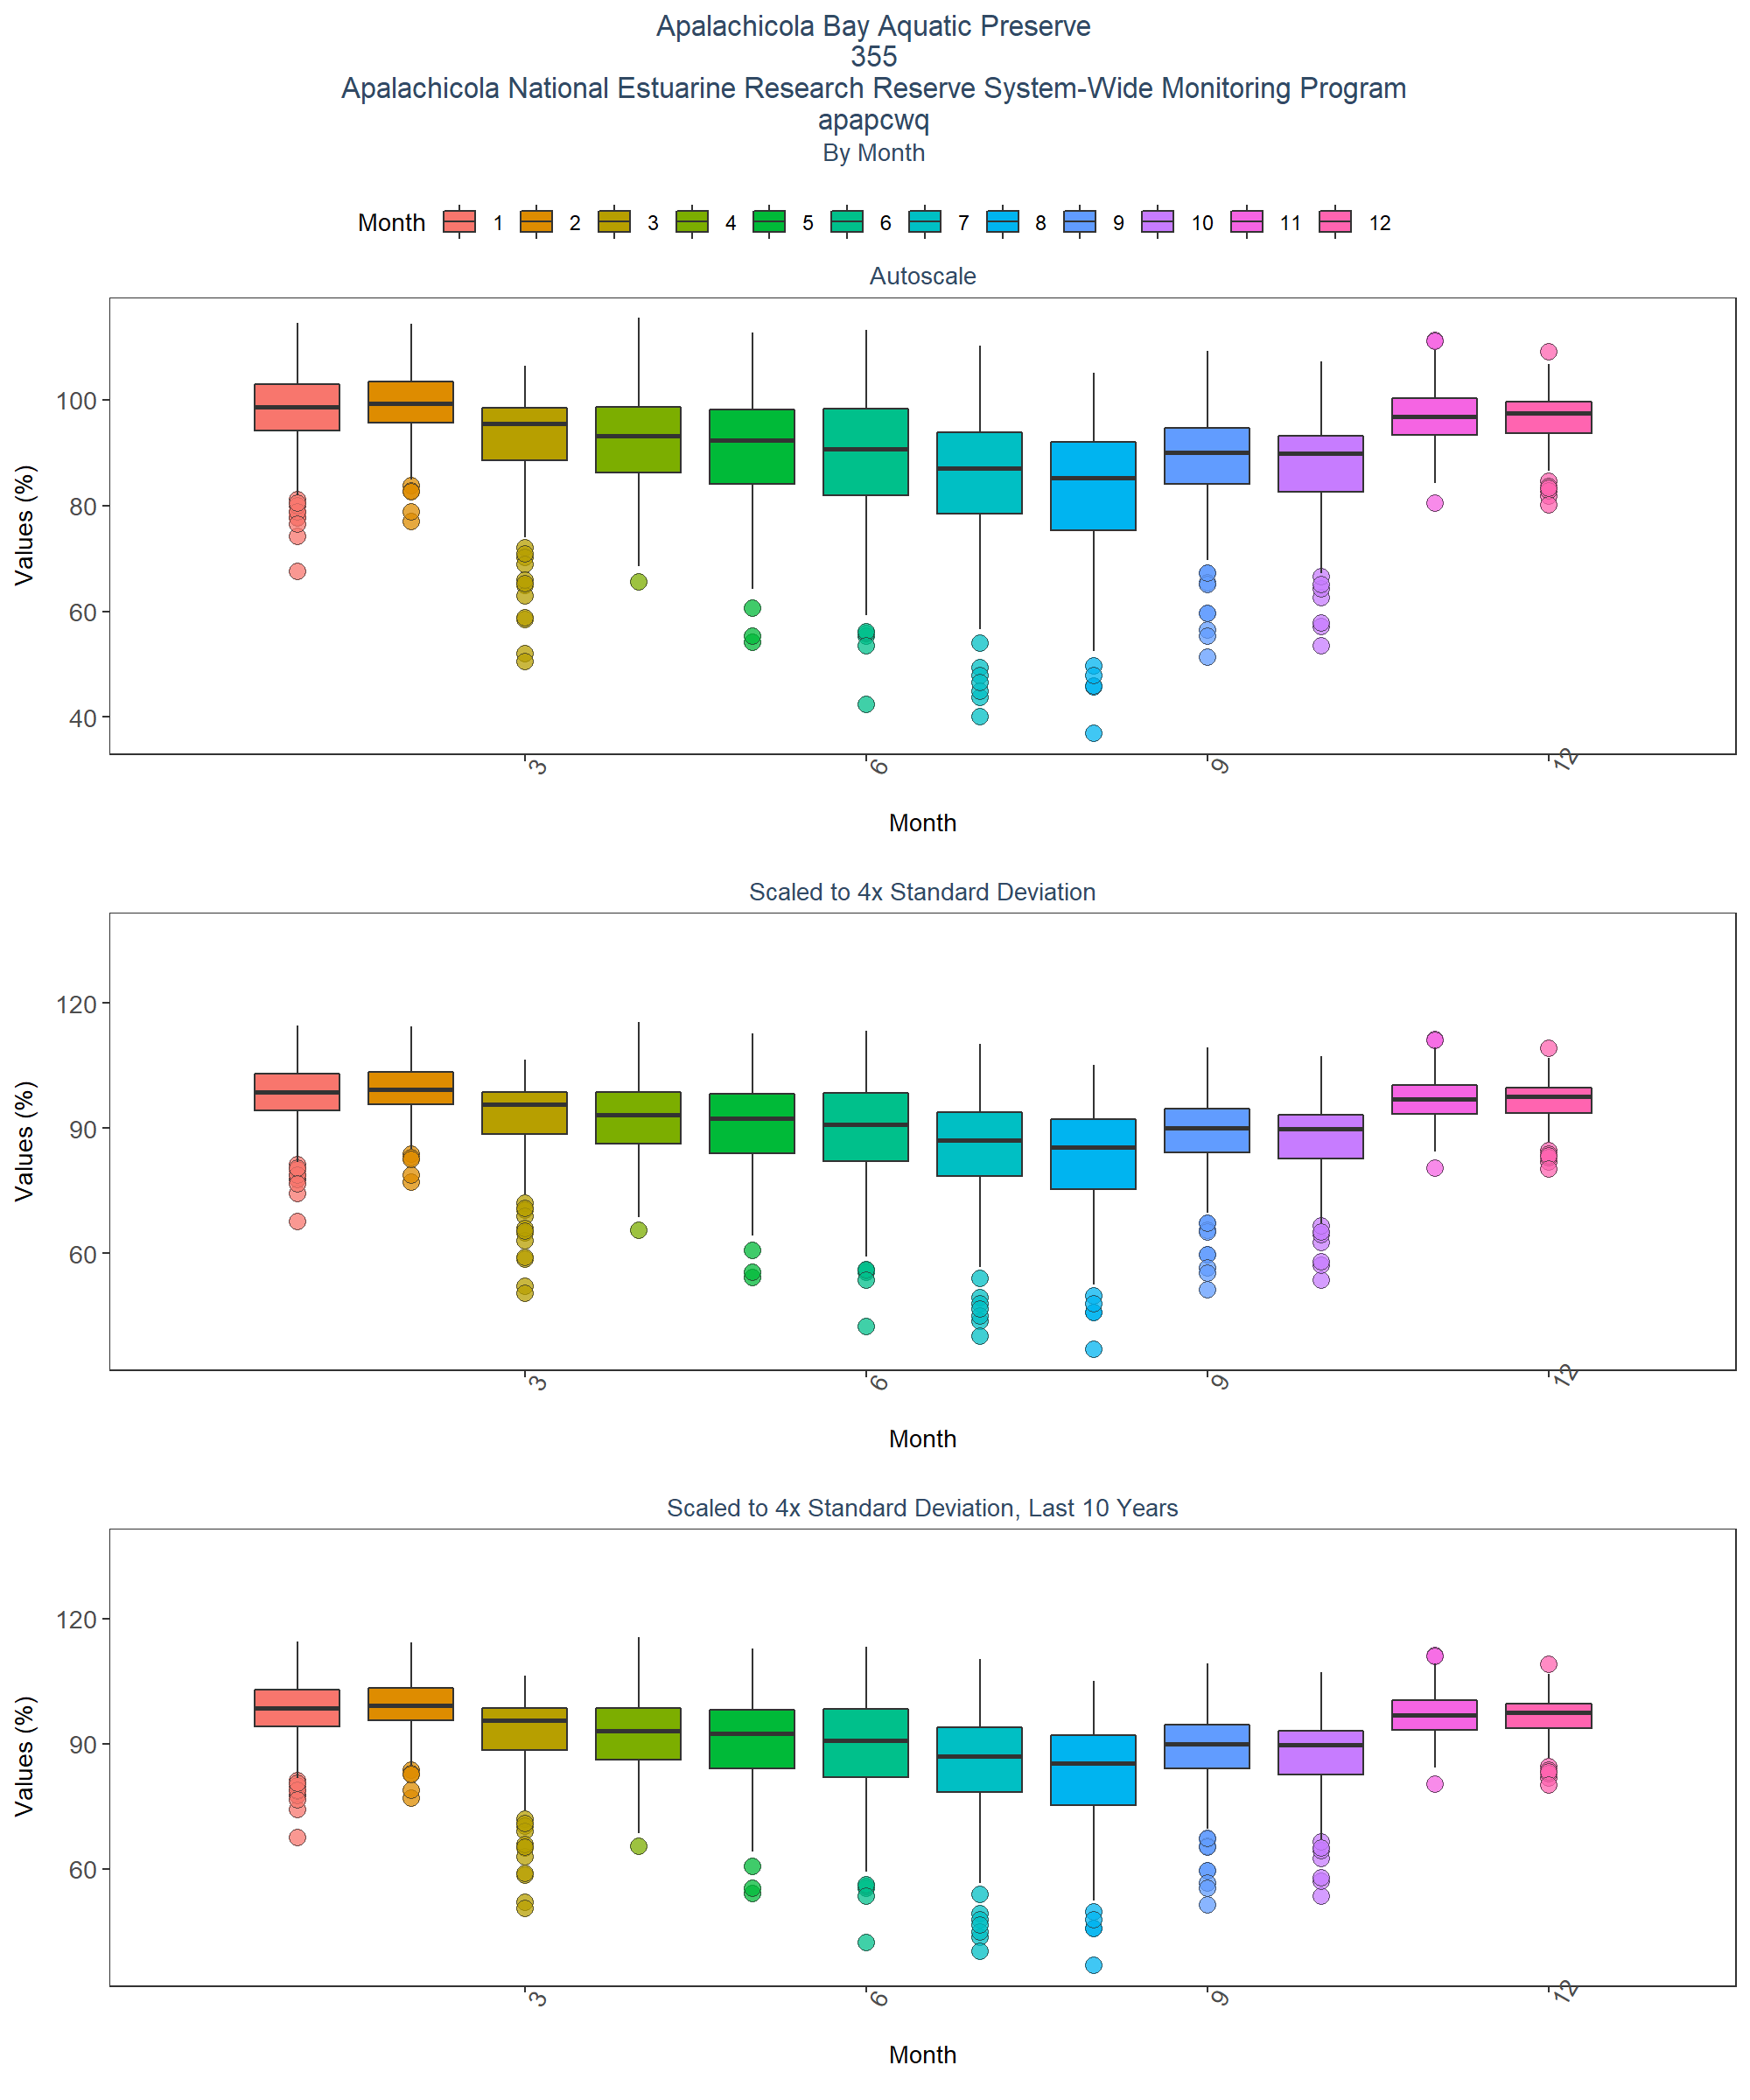 Apalachicola Bay Aquatic Preserve
355
Apalachicola National Estuarine Research Reserve System-Wide Monitoring Program
apapcwq
By Month
Month 1 2 3 4 5 6 7 8 9 10 11 12
Autoscale
Values (%)
100
80
60
40
3 6 9 12
Month
Scaled to 4x Standard Deviation
Values (%)
120
90
60
3 6 9 12
Month
Scaled to 4x Standard Deviation, Last 10 Years
Values (%)
120
90
60
3 6 9 12
Month